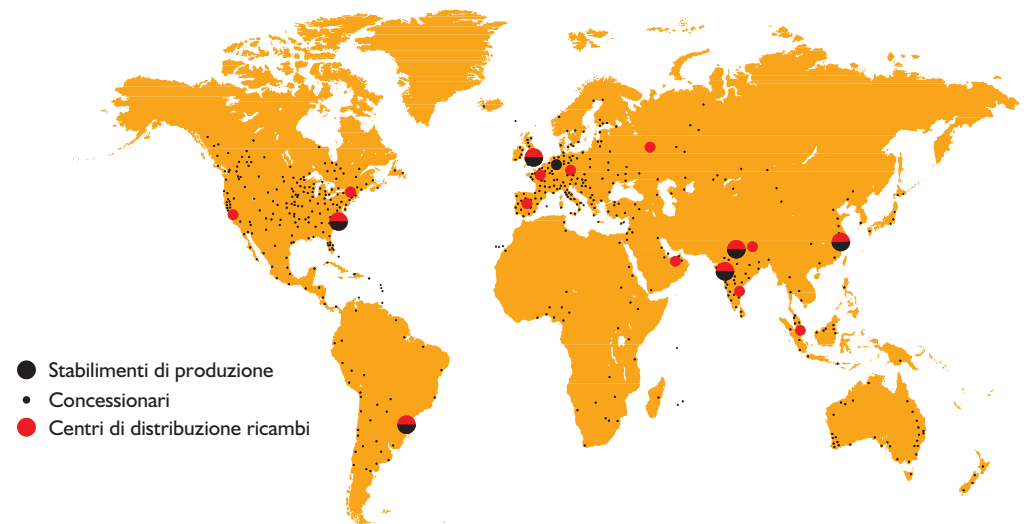 Stabilimenti di produzione
Concessionari
Centri di distribuzione ricambi